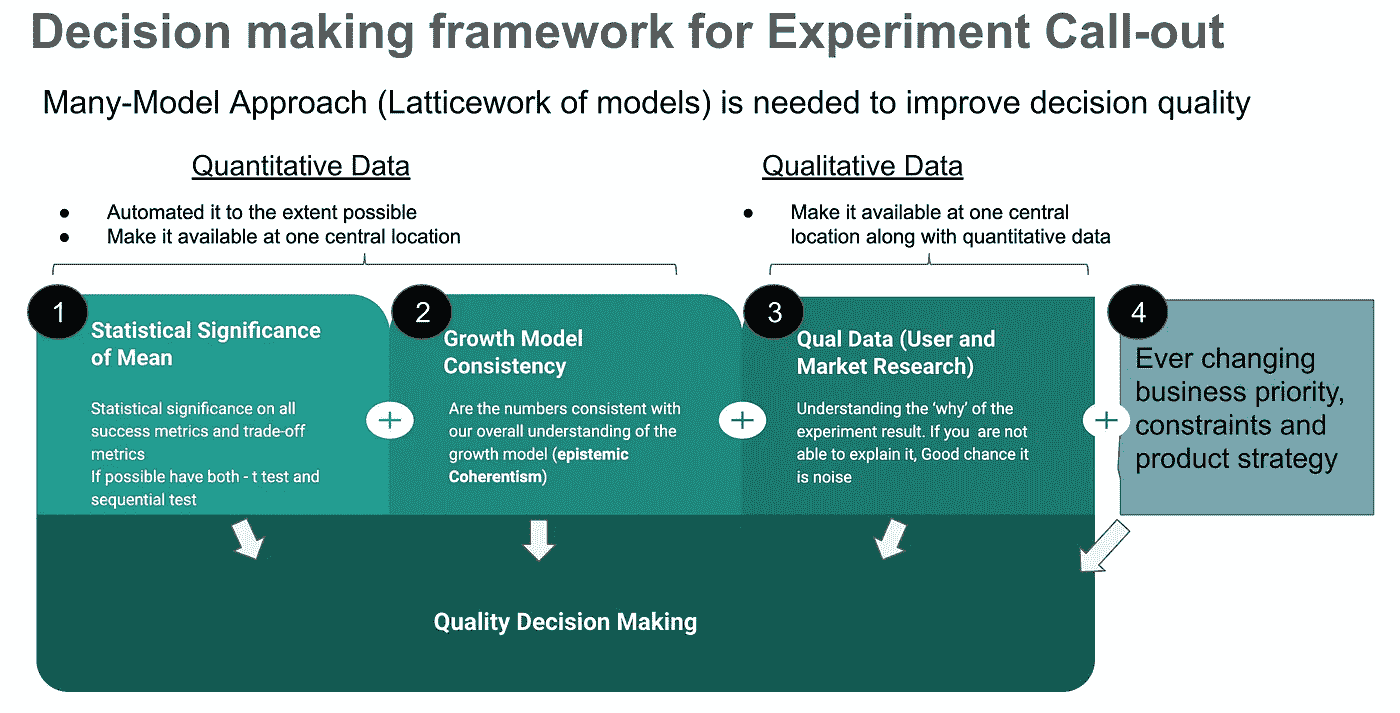 Decision making framework for Experiment Call-out
Many-Model Approach (Latticework of models) is needed to improve decision quality
Quantitative Data
● Automated it to the extent possible
● Make it available at one central location
Qualitative Data
● Make it available at one central
location along with quantitative data
1
Statistical Significance
of Mean
Statistical significance on all
success metrics and trade-off
metrics
If possible have both - t test and
sequential test
+
2
Growth Model
Consistency
Are the numbers consistent with
our overall understanding of the
growth model (epistemic
Coherentism)
+
3
Qual Data (User and
Market Research)
Understanding the ‘why’ of the
experiment result. If you are not
able to explain it, Good chance it
is noise
+
4
Ever changing
business priority,
constraints and
product strategy
Quality Decision Making